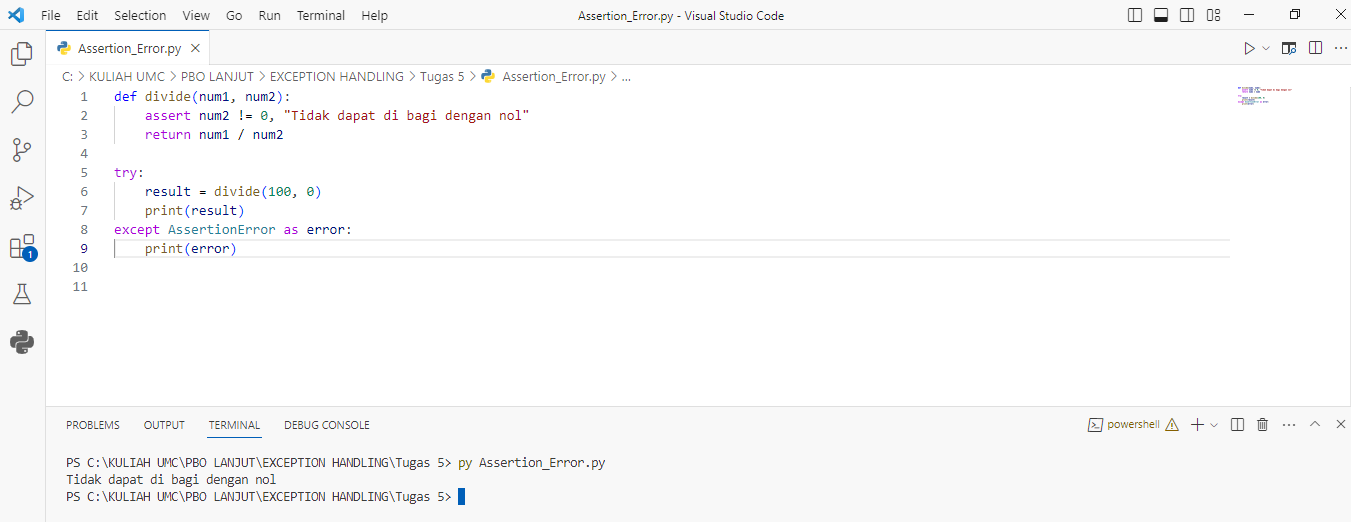 File Edit Selection View Go Run Terminal Help Assertion_Error.py - Visual Studio Code
Assertion_Error.py
C: > KULIAH UMC > PBO LANJUT > EXCEPTION HANDLING > Tugas 5 > Assertion_Error.py > ...
1 def divide(num1, num2):
2     assert num2 != 0, "Tidak dapat di bagi dengan nol"
3     return num1 / num2
4
5 try:
6     result = divide(100, 0)
7     print(result)
8 except AssertionError as error:
9     print(error)
10
11
1
PROBLEMS OUTPUT TERMINAL DEBUG CONSOLE powershell
PS C:\KULIAH UMC\PBO LANJUT\EXCEPTION HANDLING\Tugas 5> py Assertion_Error.py
Tidak dapat di bagi dengan nol
PS C:\KULIAH UMC\PBO LANJUT\EXCEPTION HANDLING\Tugas 5>